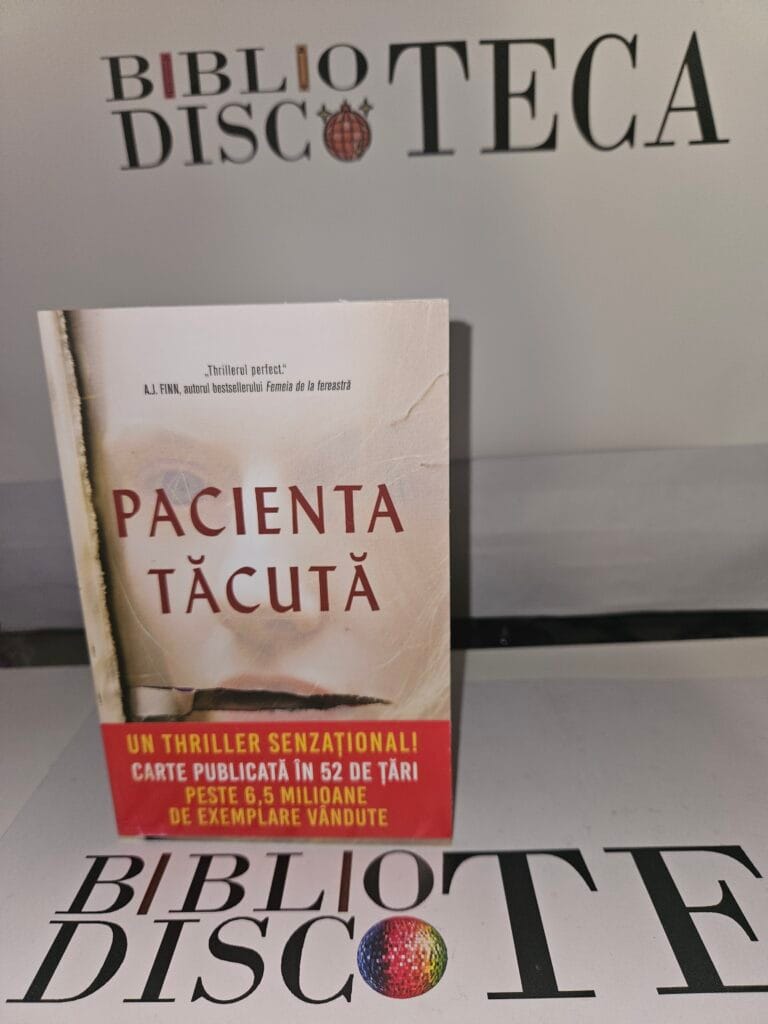 BIBLIO
DISCOTECA
„Thrillerul perfect.“
A.J. FINN, autorul bestsellerului Femeia de la fereastră
PACIENTA
TĂCUTĂ
UN THRILLER SENZAȚIONAL!
CARTE PUBLICATĂ ÎN 52 DE ȚĂRI
PESTE 6,5 MILIOANE
DE EXEMPLARE VÂNDUTE
BIBLIO
DISCOTE